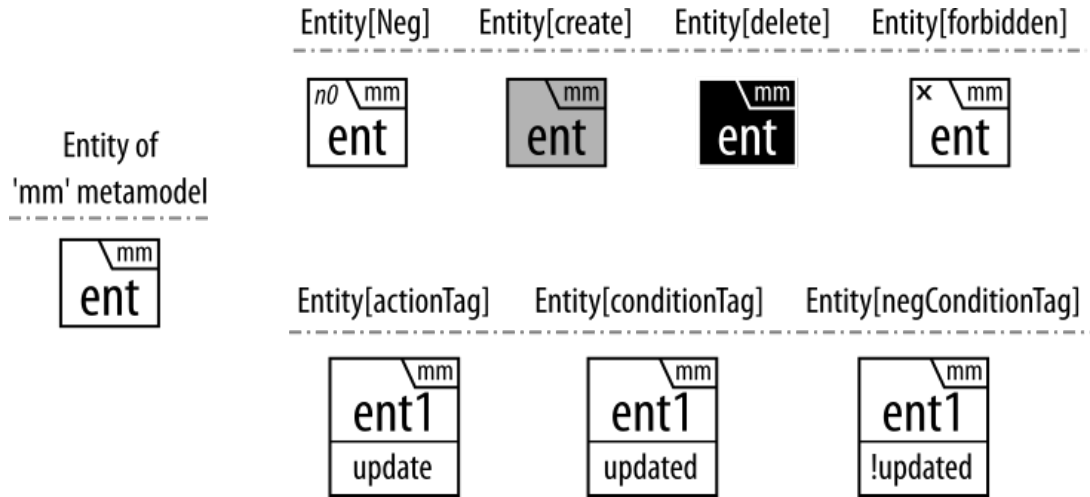 Entity[Neg] Entity[create] Entity[delete] Entity[forbidden]
n0 mm mm mm x mm
ent ent ent ent
Entity of
'mm' metamodel
mm
ent
Entity[actionTag] Entity[conditionTag] Entity[negConditionTag]
mm mm mm
ent1 ent1 ent1
update updated !updated